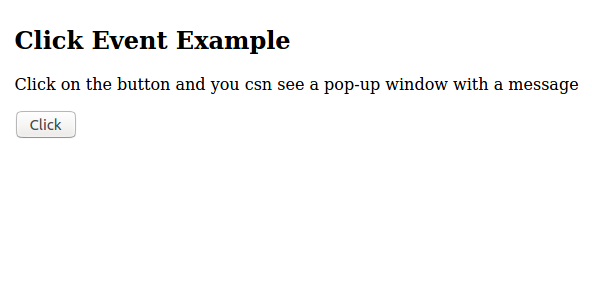 Click Event Example
Click on the button and you csn see a pop-up window with a message
Click